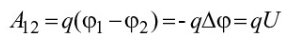 A₁₂ = q(φ₁ − φ₂) = − qΔφ = qU